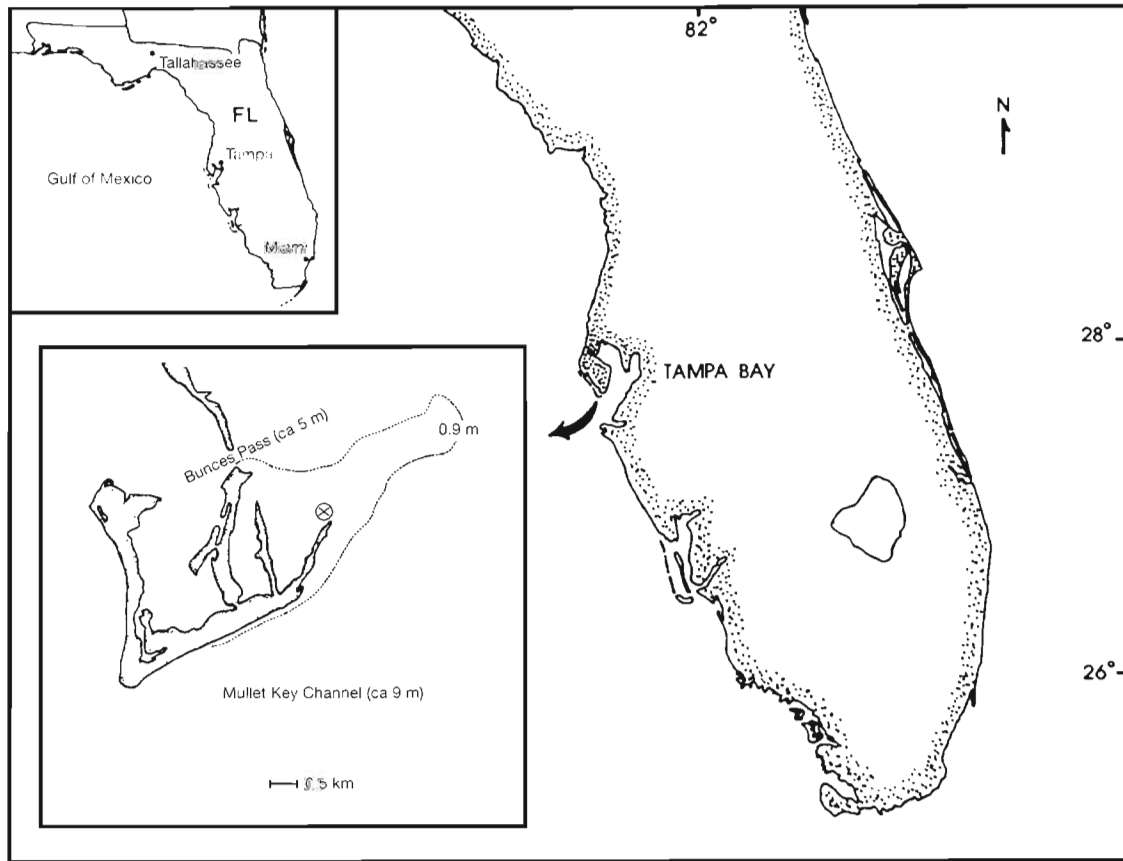 Tallahassee
FL
Tampa
Gulf of Mexico
Miami
82°
N
28°
TAMPA BAY
26°
Bunces Pass (ca 5 m)
0.9 m
Mullet Key Channel (ca 9 m)
km